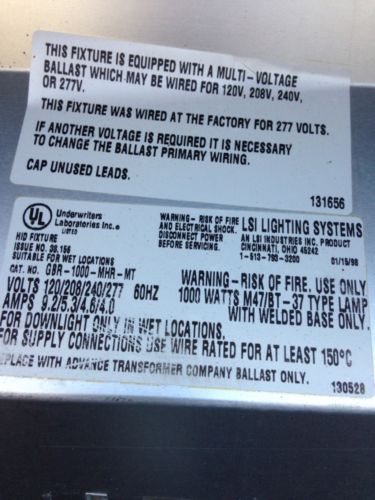 THIS FIXTURE IS EQUIPPED WITH A MULTI-VOLTAGE
BALLAST WHICH MAY BE WIRED FOR 120V, 208V, 240V,
OR 277V.
THIS FIXTURE WAS WIRED AT THE FACTORY FOR 277 VOLTS.
IF ANOTHER VOLTAGE IS REQUIRED IT IS NECESSARY
TO CHANGE THE BALLAST PRIMARY WIRING.
CAP UNUSED LEADS.
131656
UL
Underwriters
Laboratories Inc.®
LISTED
HID FIXTURE
ISSUE NO. 38,156
SUITABLE FOR WET LOCATIONS
CAT. NO. GBR-1000-MHR-MT
WARNING- RISK OF FIRE
AND ELECTRICAL SHOCK.
DISCONNECT POWER
BEFORE SERVICING
LSI LIGHTING SYSTEMS
AN LSI INDUSTRIES INC. PRODUCT
CINCINNATI, OHIO 45242
1-513-793-3200
01/15/98
VOLTS 120/208/240/277 60HZ
AMPS 9.2/5.3/4.6/4.0
WARNING-RISK OF FIRE. USE
1000 WATTS M47/BT-37 TYPE LAMP
WITH WELDED BASE ONLY.
FOR DOWNLIGHT ONLY IN WET LOCATIONS.
FOR SUPPLY CONNECTIONS USE WIRE RATED FOR AT LEAST 150°C
PLACE WITH ADVANCE TRANSFORMER COMPANY BALLAST ONLY.
130528